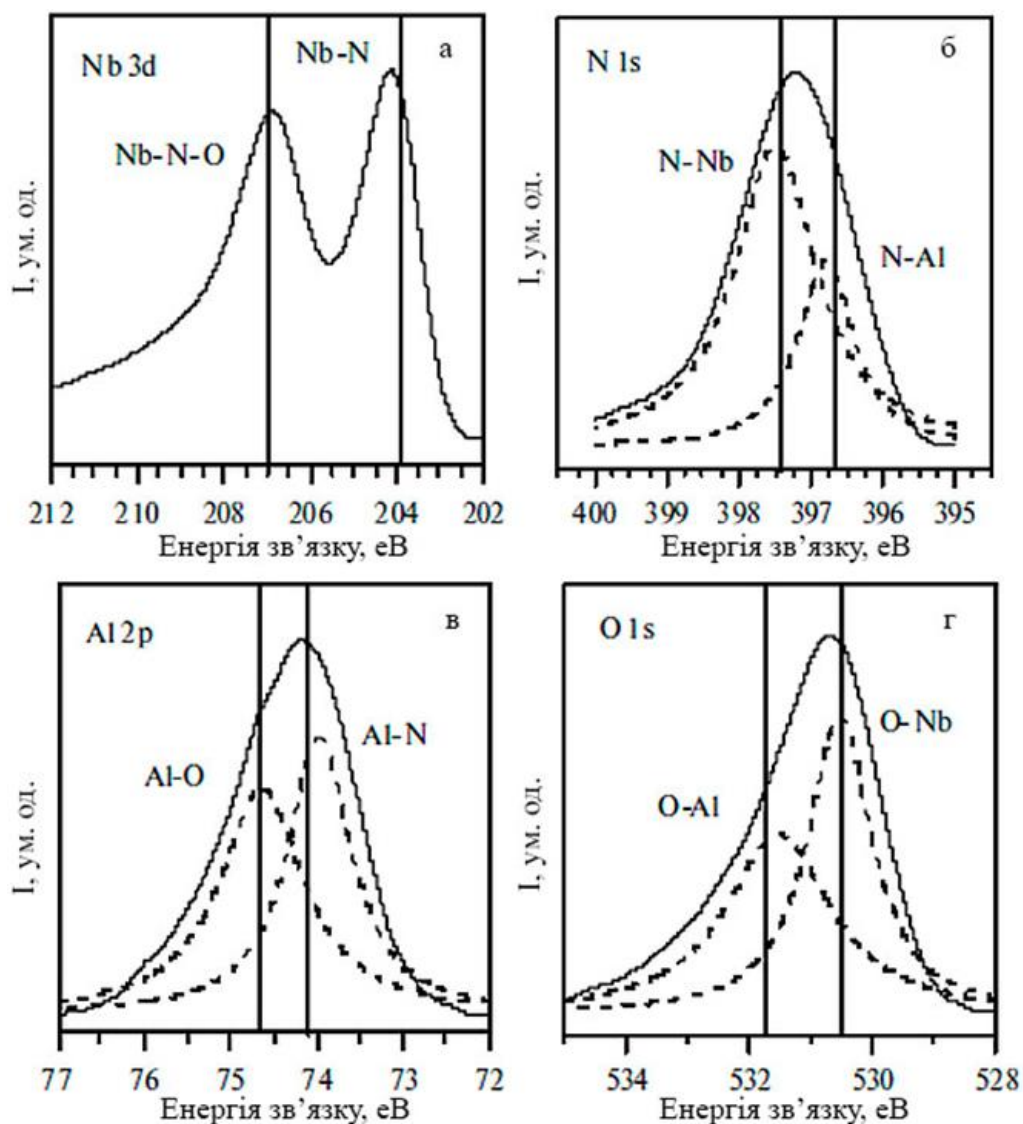 Nb 3d
Nb-N
а
Nb-N-O
I, ум. од.
212 210 208 206 204 202
Енергія зв’язку, еВ
N 1s
б
N-Nb
N-Al
I, ум. од.
400 399 398 397 396 395
Енергія зв’язку, еВ
Al 2p
в
Al-N
Al-O
I, ум. од.
77 76 75 74 73 72
Енергія зв’язку, еВ
O 1s
г
O-Nb
O-Al
I, ум. од.
534 531 530 528
Енергія зв’язку, еВ